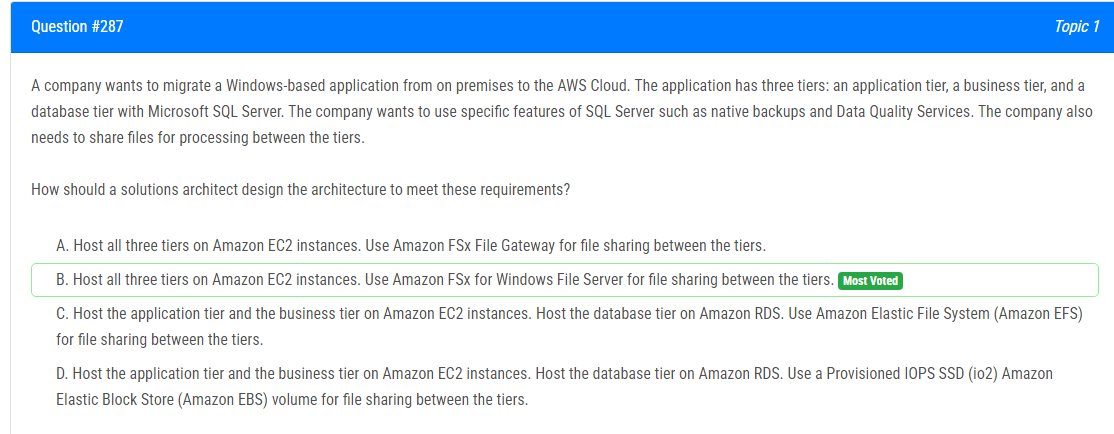 Question #287
Topic 1
A company wants to migrate a Windows-based application from on premises to the AWS Cloud. The application has three tiers: an application tier, a business tier, and a
database tier with Microsoft SQL Server. The company wants to use specific features of SQL Server such as native backups and Data Quality Services. The company also
needs to share files for processing between the tiers.
How should a solutions architect design the architecture to meet these requirements?
A. Host all three tiers on Amazon EC2 instances. Use Amazon FSx File Gateway for file sharing between the tiers.
B. Host all three tiers on Amazon EC2 instances. Use Amazon FSx for Windows File Server for file sharing between the tiers. Most Voted
C. Host the application tier and the business tier on Amazon EC2 instances. Host the database tier on Amazon RDS. Use Amazon Elastic File System (Amazon EFS)
for file sharing between the tiers.
D. Host the application tier and the business tier on Amazon EC2 instances. Host the database tier on Amazon RDS. Use a Provisioned IOPS SSD (io2) Amazon
Elastic Block Store (Amazon EBS) volume for file sharing between the tiers.